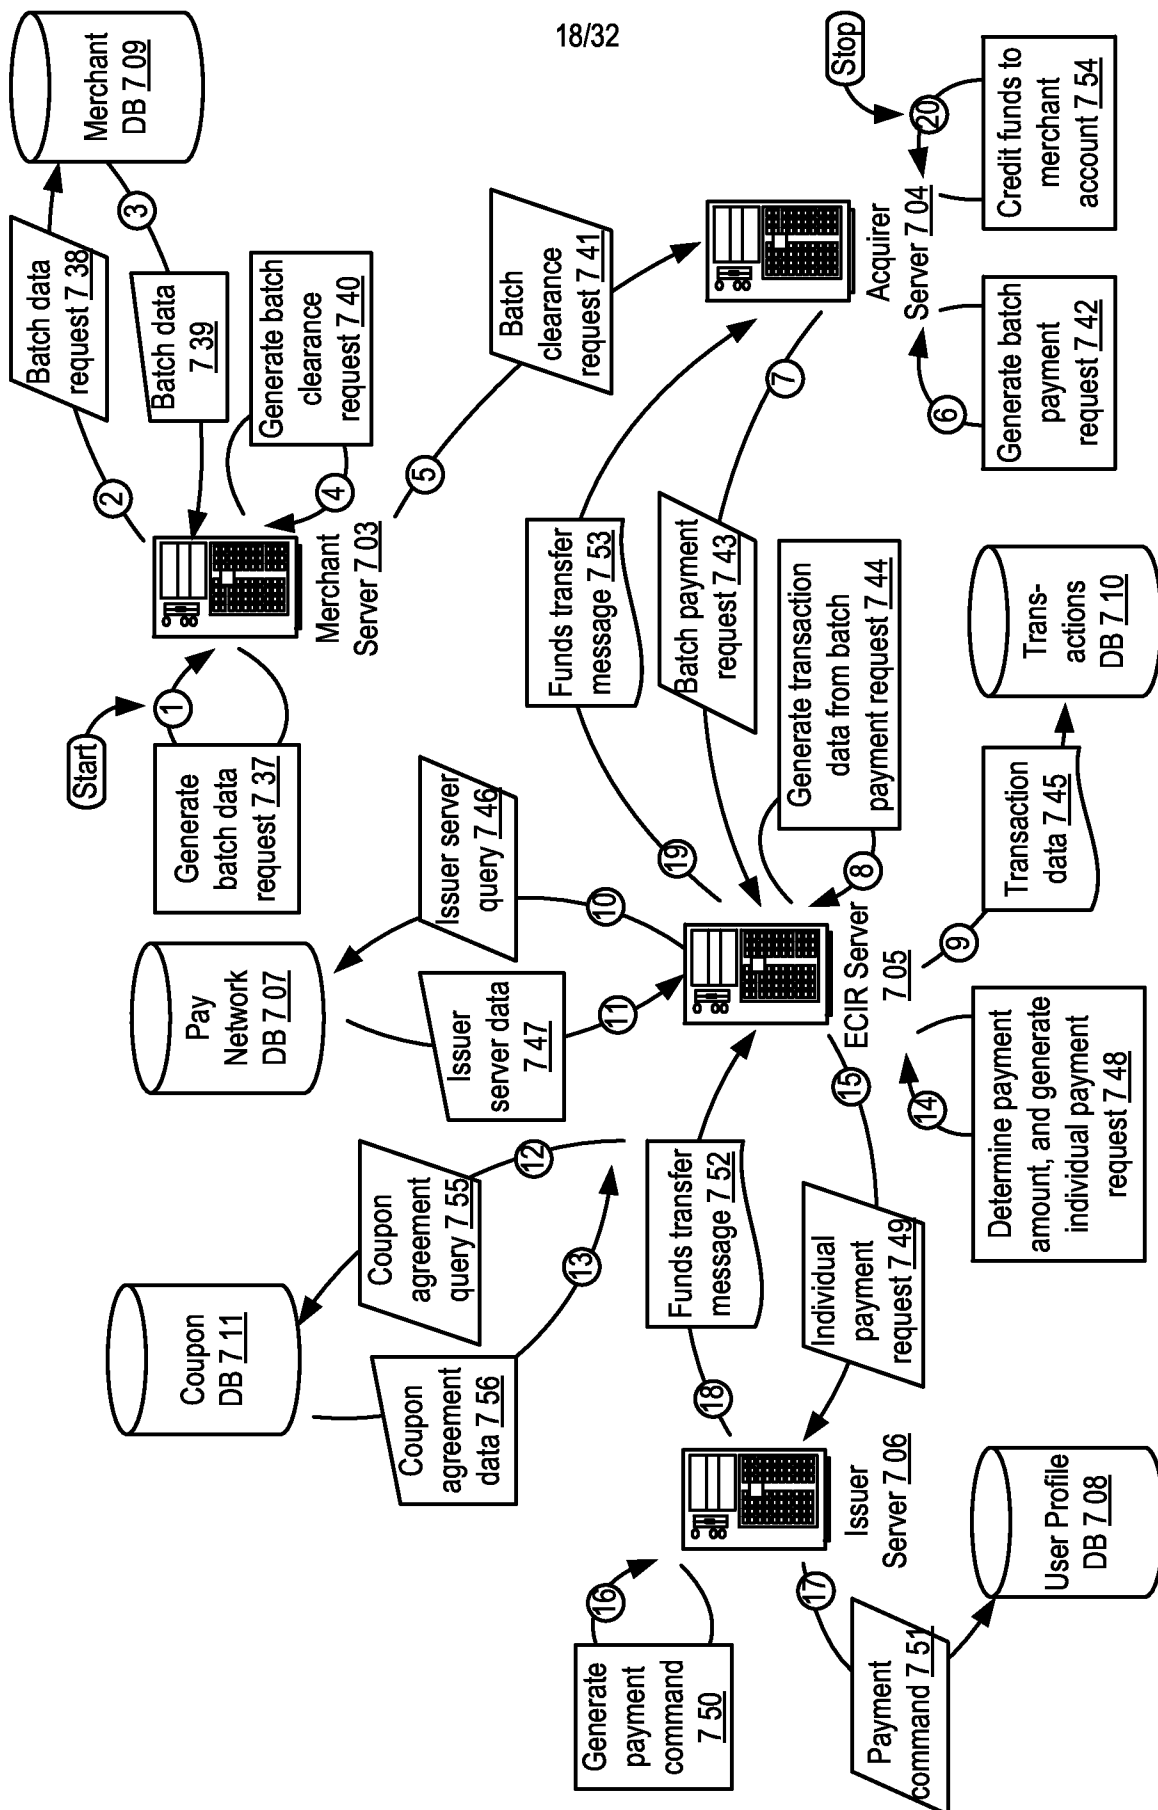 18/32
Start
1
Generate
batch data
request 7 37
2
Batch data
request 7 38
Merchant
DB 7 09
3
Batch data
7 39
Merchant
Server 7 03
Generate batch
clearance
request 7 40
4
5
Batch
clearance
request 7 41
Acquirer
Server 7 04
6
Generate batch
payment
request 7 42
7
Batch payment
request 7 43
Generate transaction
data from batch
payment request 7 44
8
ECIR Server
7 05
9
Transaction
data 7 45
Trans-
actions
DB 7 10
10
Issuer server
query 7 46
Pay
Network
DB 7 07
11
Issuer
server data
7 47
12
Coupon
agreement
query 7 55
Coupon
DB 7 11
13
Coupon
agreement
data 7 56
14
Determine payment
amount, and generate
individual payment
request 7 48
15
Individual
payment
request 7 49
Issuer
Server 7 06
16
Generate
payment
command
7 50
17
Payment
command 7 51
User Profile
DB 7 08
18
Funds transfer
message 7 52
19
Funds transfer
message 7 53
20
Credit funds to
merchant
account 7 54
Stop